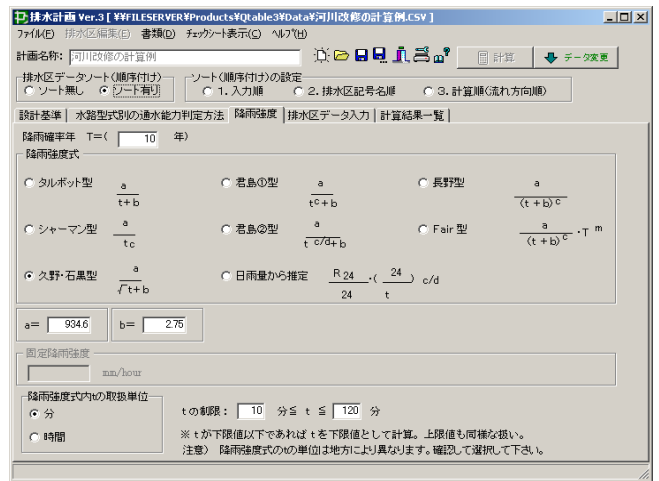 排水計画 Ver.3 [ ¥¥FILESERVER¥Products¥Qtable3¥Data¥河川改修の計算例.CSV ]
ファイル(F) 排水区編集(E) 書類(D) チェックシート表示(C) ヘルプ(H)
計画名称: 河川改修の計算例 計算 データ変更
排水区データソート(順序付け) ソート(順序付け)の設定
ソート無し ソート有り 1. 入力順 2. 排水区記号名順 3. 計算順(流れ方向順)
設計基準 水路型式別の通水能力判定方法 降雨強度 排水区データ入力 計算結果一覧
降雨確率年 T=( 10 年)
降雨強度式
タルボット型 a 君島①型 a 長野型 a
t+b tc+b (t+b)c
シャーマン型 a 君島②型 a Fair型 a ・T m
tc t c/d+b (t+b)c
久野・石黒型 a 日雨量から推定 R24 ・( 24 ) c/d
√t+b 24 t
a= 934.6 b= 2.75
固定降雨強度
mm/hour
降雨強度式内tの取扱単位
分 tの制限: 10 分≦ t ≦ 120 分
時間 ※ tが下限値以下であれば tを下限値として計算。上限値も同様な扱い。
注意) 降雨強度式のtの単位は地方により異なります。確認して選択して下さい。